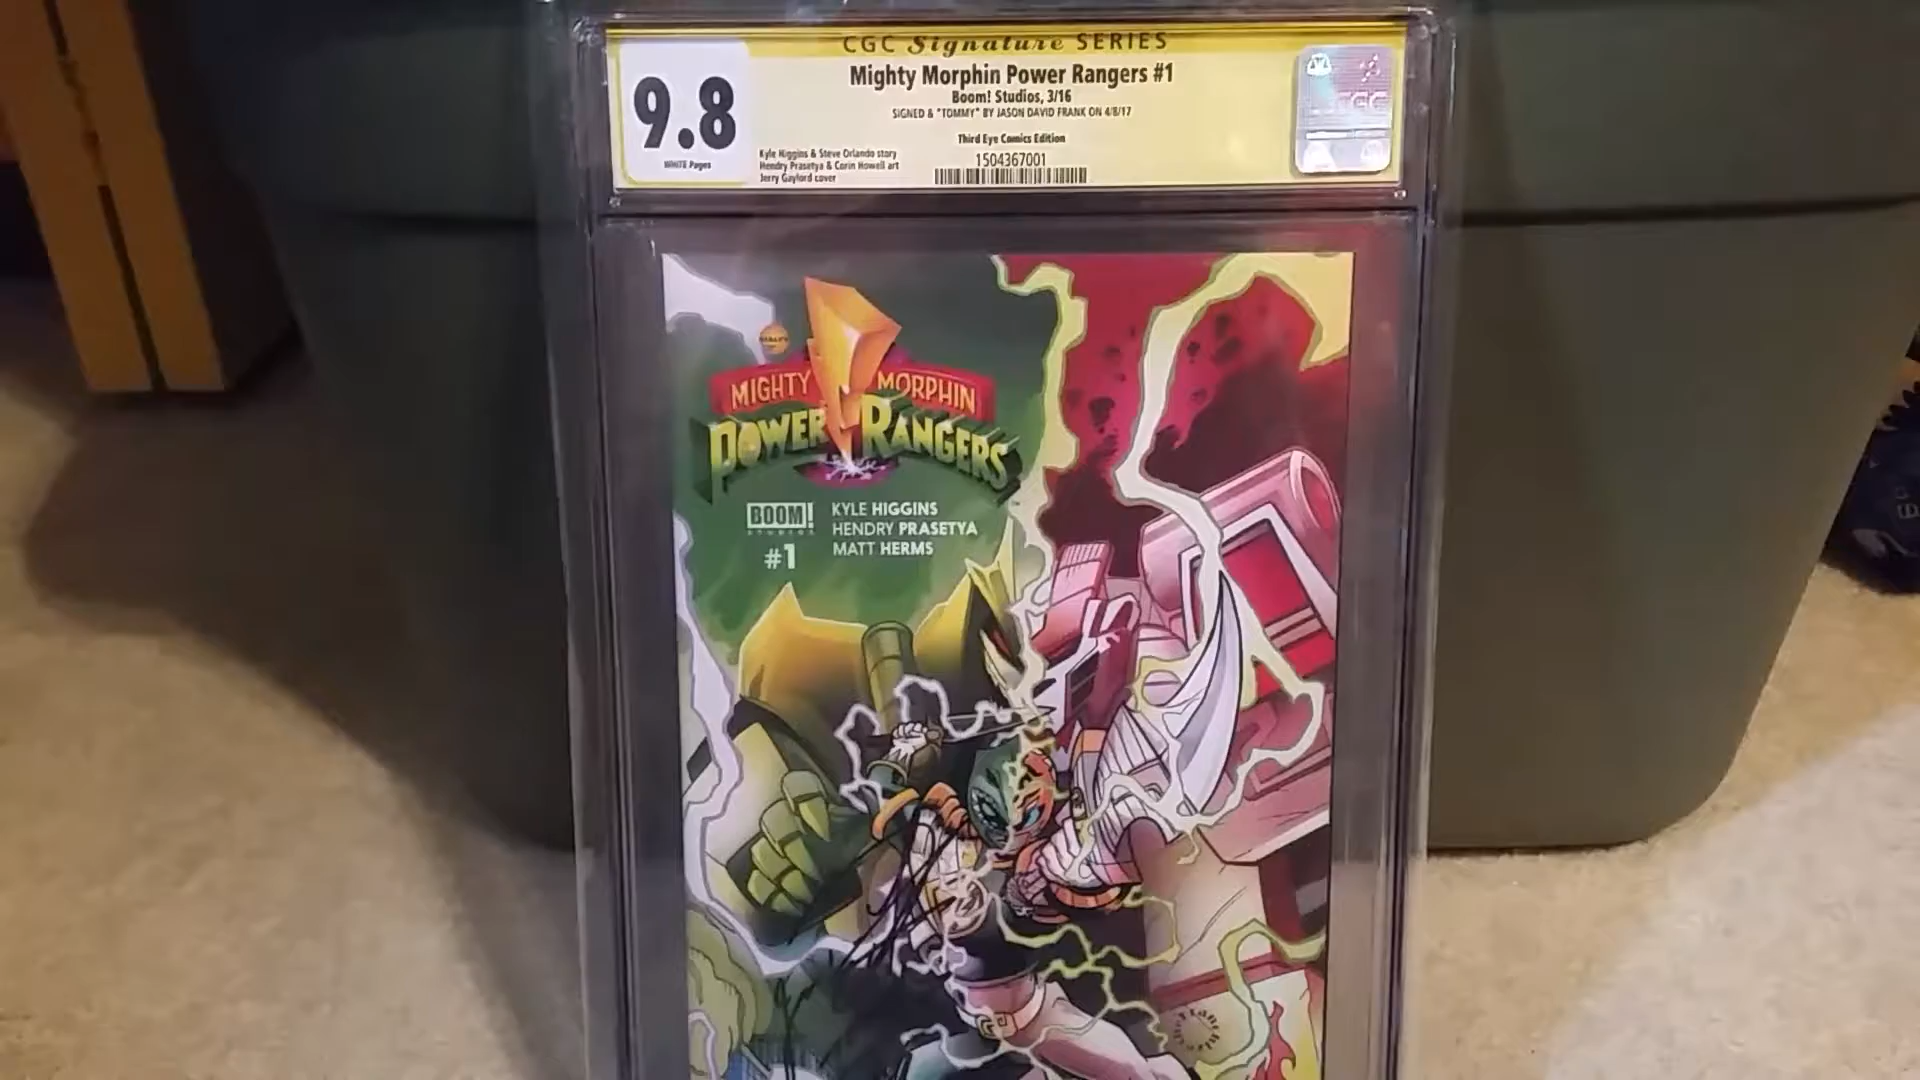 CGC Signature SERIES
9.8
WHITE Pages
Mighty Morphin Power Rangers #1
Boom! Studios, 3/16
SIGNED & "TOMMY" BY JASON DAVID FRANK ON 4/8/17
Third Eye Comics Edition
1504367001
Kyle Higgins & Steve Orlando story
Hendry Prasetya & Corin Howell art
Jerry Gaylord cover
CGC
MIGHTY MORPHIN
POWER RANGERS
BOOM!
STUDIOS
#1
KYLE HIGGINS
HENDRY PRASETYA
MATT HERMS